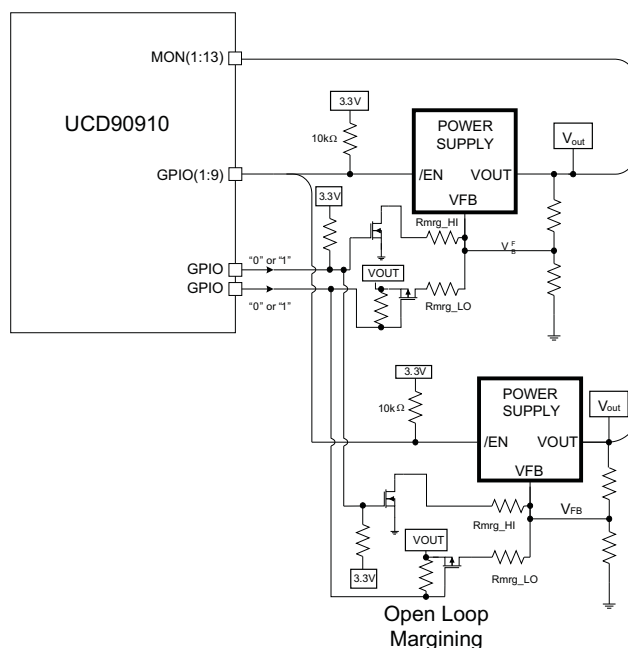 MON(1:13)
UCD90910
3.3V
10kΩ
POWER
SUPPLY
Vout
/EN
VOUT
GPIO(1:9)
3.3V
VFB
Rmrg_HI
VFB
GPIO
"0" or "1"
VOUT
GPIO
"0" or "1"
Rmrg_LO
3.3V
10kΩ
POWER
SUPPLY
Vout
/EN
VOUT
VFB
Rmrg_HI
VFB
VOUT
3.3V
Rmrg_LO
Open Loop
Margining